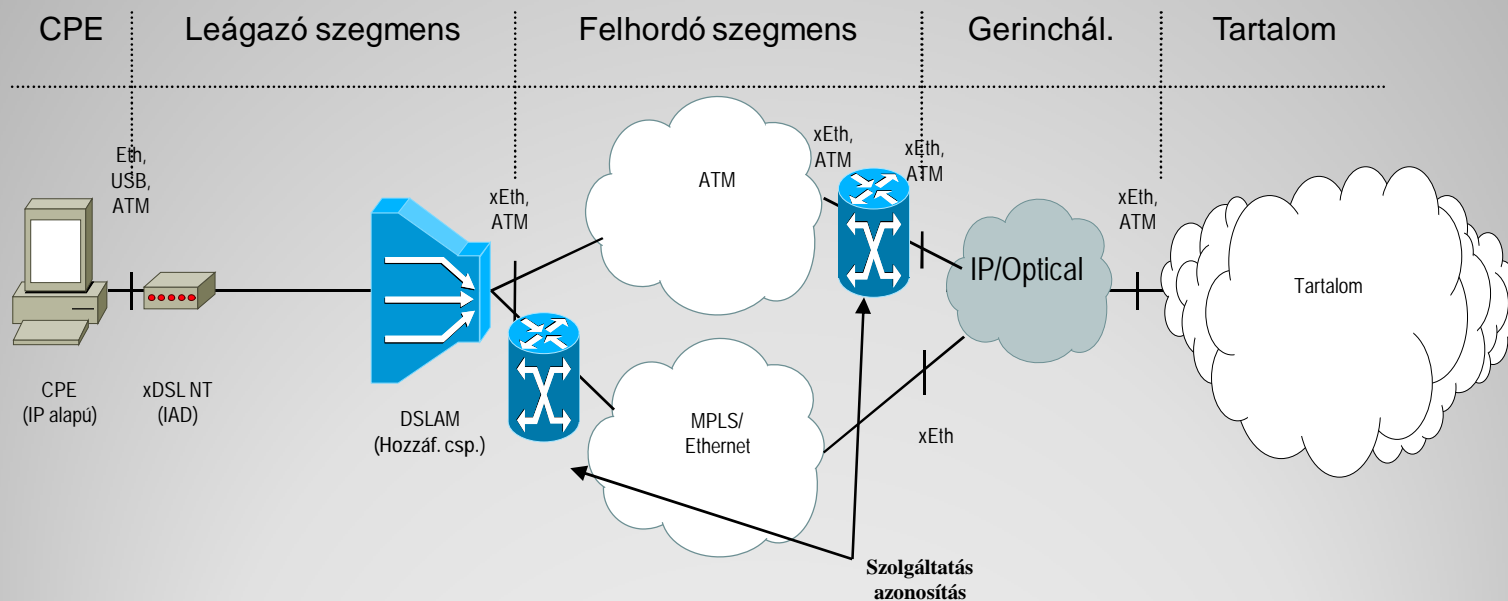 CPE
Leágazó szegmens
Felhordó szegmens
Gerinchál.
Tartalom
Eth,
USB,
ATM
xEth,
ATM
ATM
xEth,
ATM
xEth,
ATM
xEth,
ATM
IP/Optical
Tartalom
CPE
(IP alapú)
xDSL NT
(IAD)
DSLAM
(Hozzáf. csp.)
MPLS/
Ethernet
xEth
Szolgáltatás
azonosítás